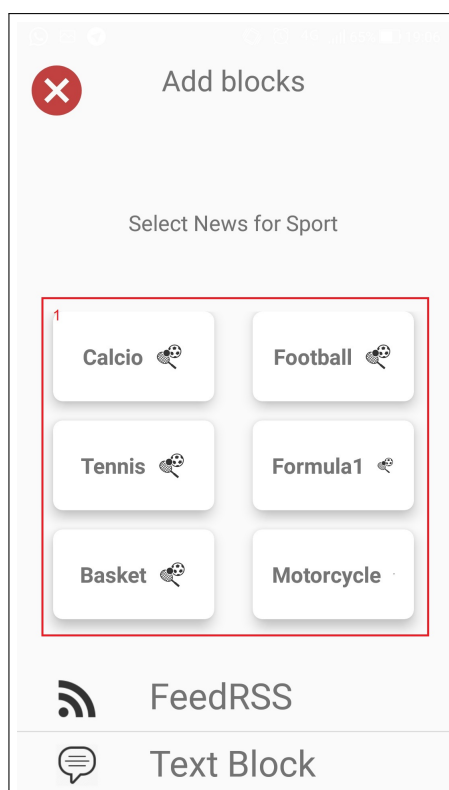 Add blocks
Select News for Sport
1
Calcio Football
Tennis Formula1
Basket Motorcycle
FeedRSS
Text Block